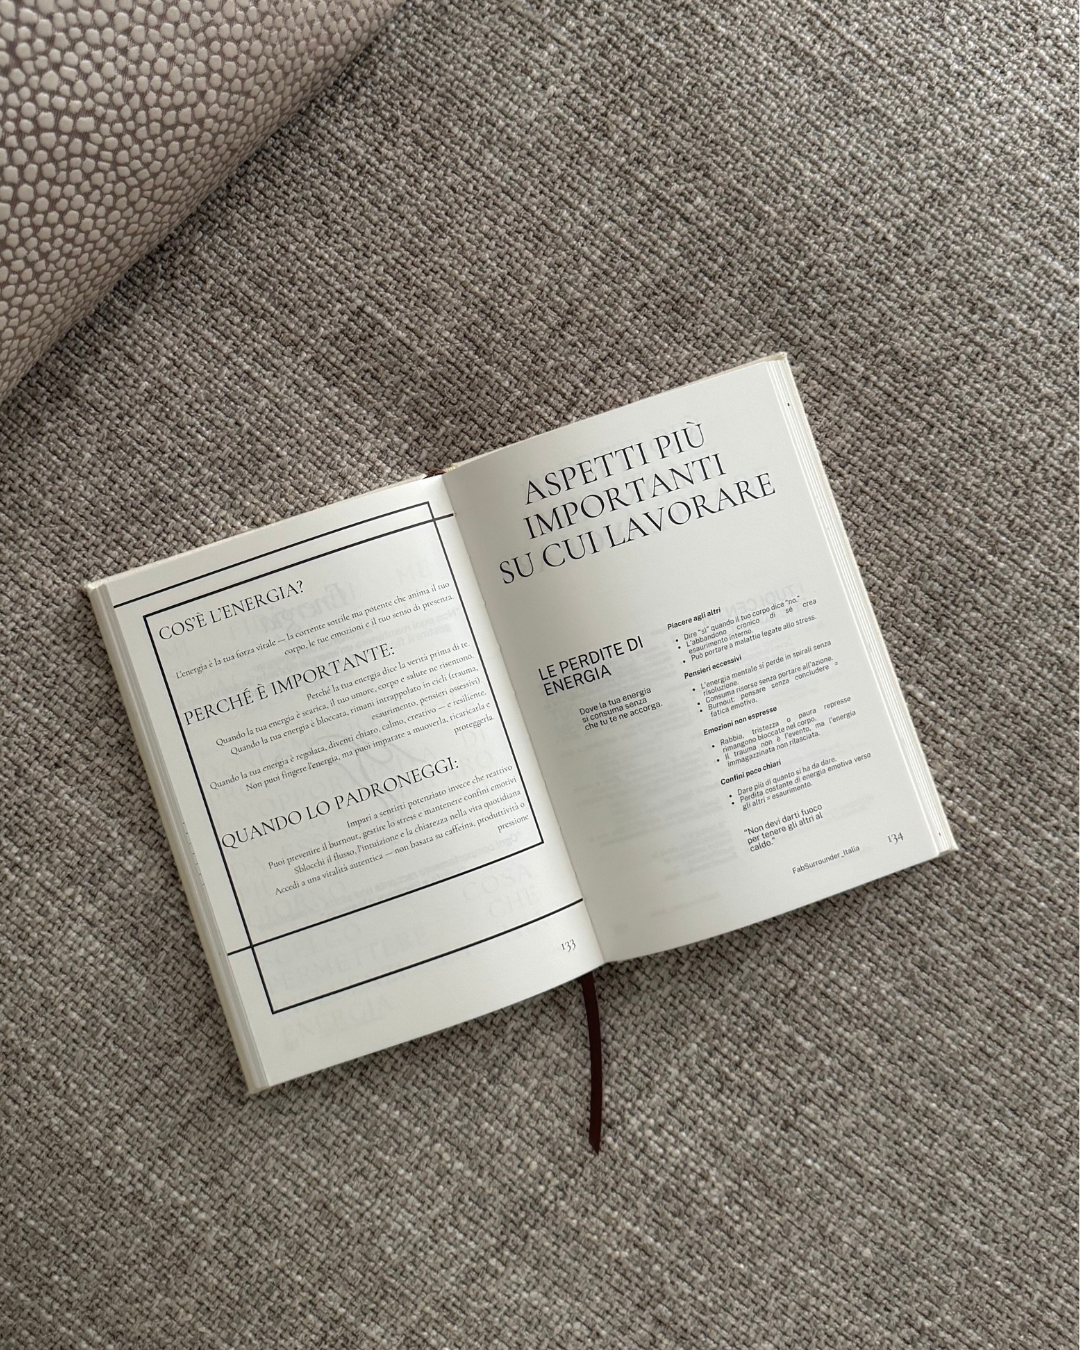 COS'È L'ENERGIA?
L'energia è la tua forza vitale — la corrente sottile ma potente che anima il tuo
corpo, le tue emozioni e il tuo senso di presenza.
PERCHÉ È IMPORTANTE:
Perché la tua energia dice la verità prima di te.
Quando la tua energia è scarica, il tuo umore, corpo e salute ne risentono.
Quando la tua energia è bloccata, rimani intrappolato in cicli (trauma,
esaurimento, pensieri ossessivi).
Quando la tua energia è regolata, diventi chiaro, calmo, creativo — e resiliente.
Non puoi fingere l'energia, ma puoi imparare a muoverla, ricaricarla e
proteggerla.
QUANDO LO PADRONEGGI:
Impari a sentirti potenziato invece che reattivo
Puoi prevenire il burnout, gestire lo stress e mantenere confini emotivi
Sblocchi il flusso, l'intuizione e la chiarezza nella vita quotidiana
Accedi a una vitalità autentica — non basata su caffeina, produttività o
pressione
133
ASPETTI PIÙ
IMPORTANTI
SU CUI LAVORARE
LE PERDITE DI
ENERGIA
Dove la tua energia
si consuma senza
che tu te ne accorga.
Piacere agli altri
• Dire "sì" quando il tuo corpo dice "no."
• L'abbandono cronico di sé crea
esaurimento interno
• Può portare a malattie legate allo stress.
Pensieri eccessivi
• L'energia mentale si perde in spirali senza
risoluzione.
• Consuma risorse senza portare all'azione.
• Burnout: pensare senza concludere =
fatica emotiva.
Emozioni non espresse
• Rabbia, tristezza o paura represse
rimangono bloccate nel corpo.
• Il trauma non è l'evento, ma l'energia
immagazzinata non rilasciata.
Confini poco chiari
• Dare più di quanto si ha da dare.
• Perdita costante di energia emotiva verso
gli altri = esaurimento.
"Non devi darti fuoco
per tenere gli altri al
caldo."
FabSurrounder_Italia
134